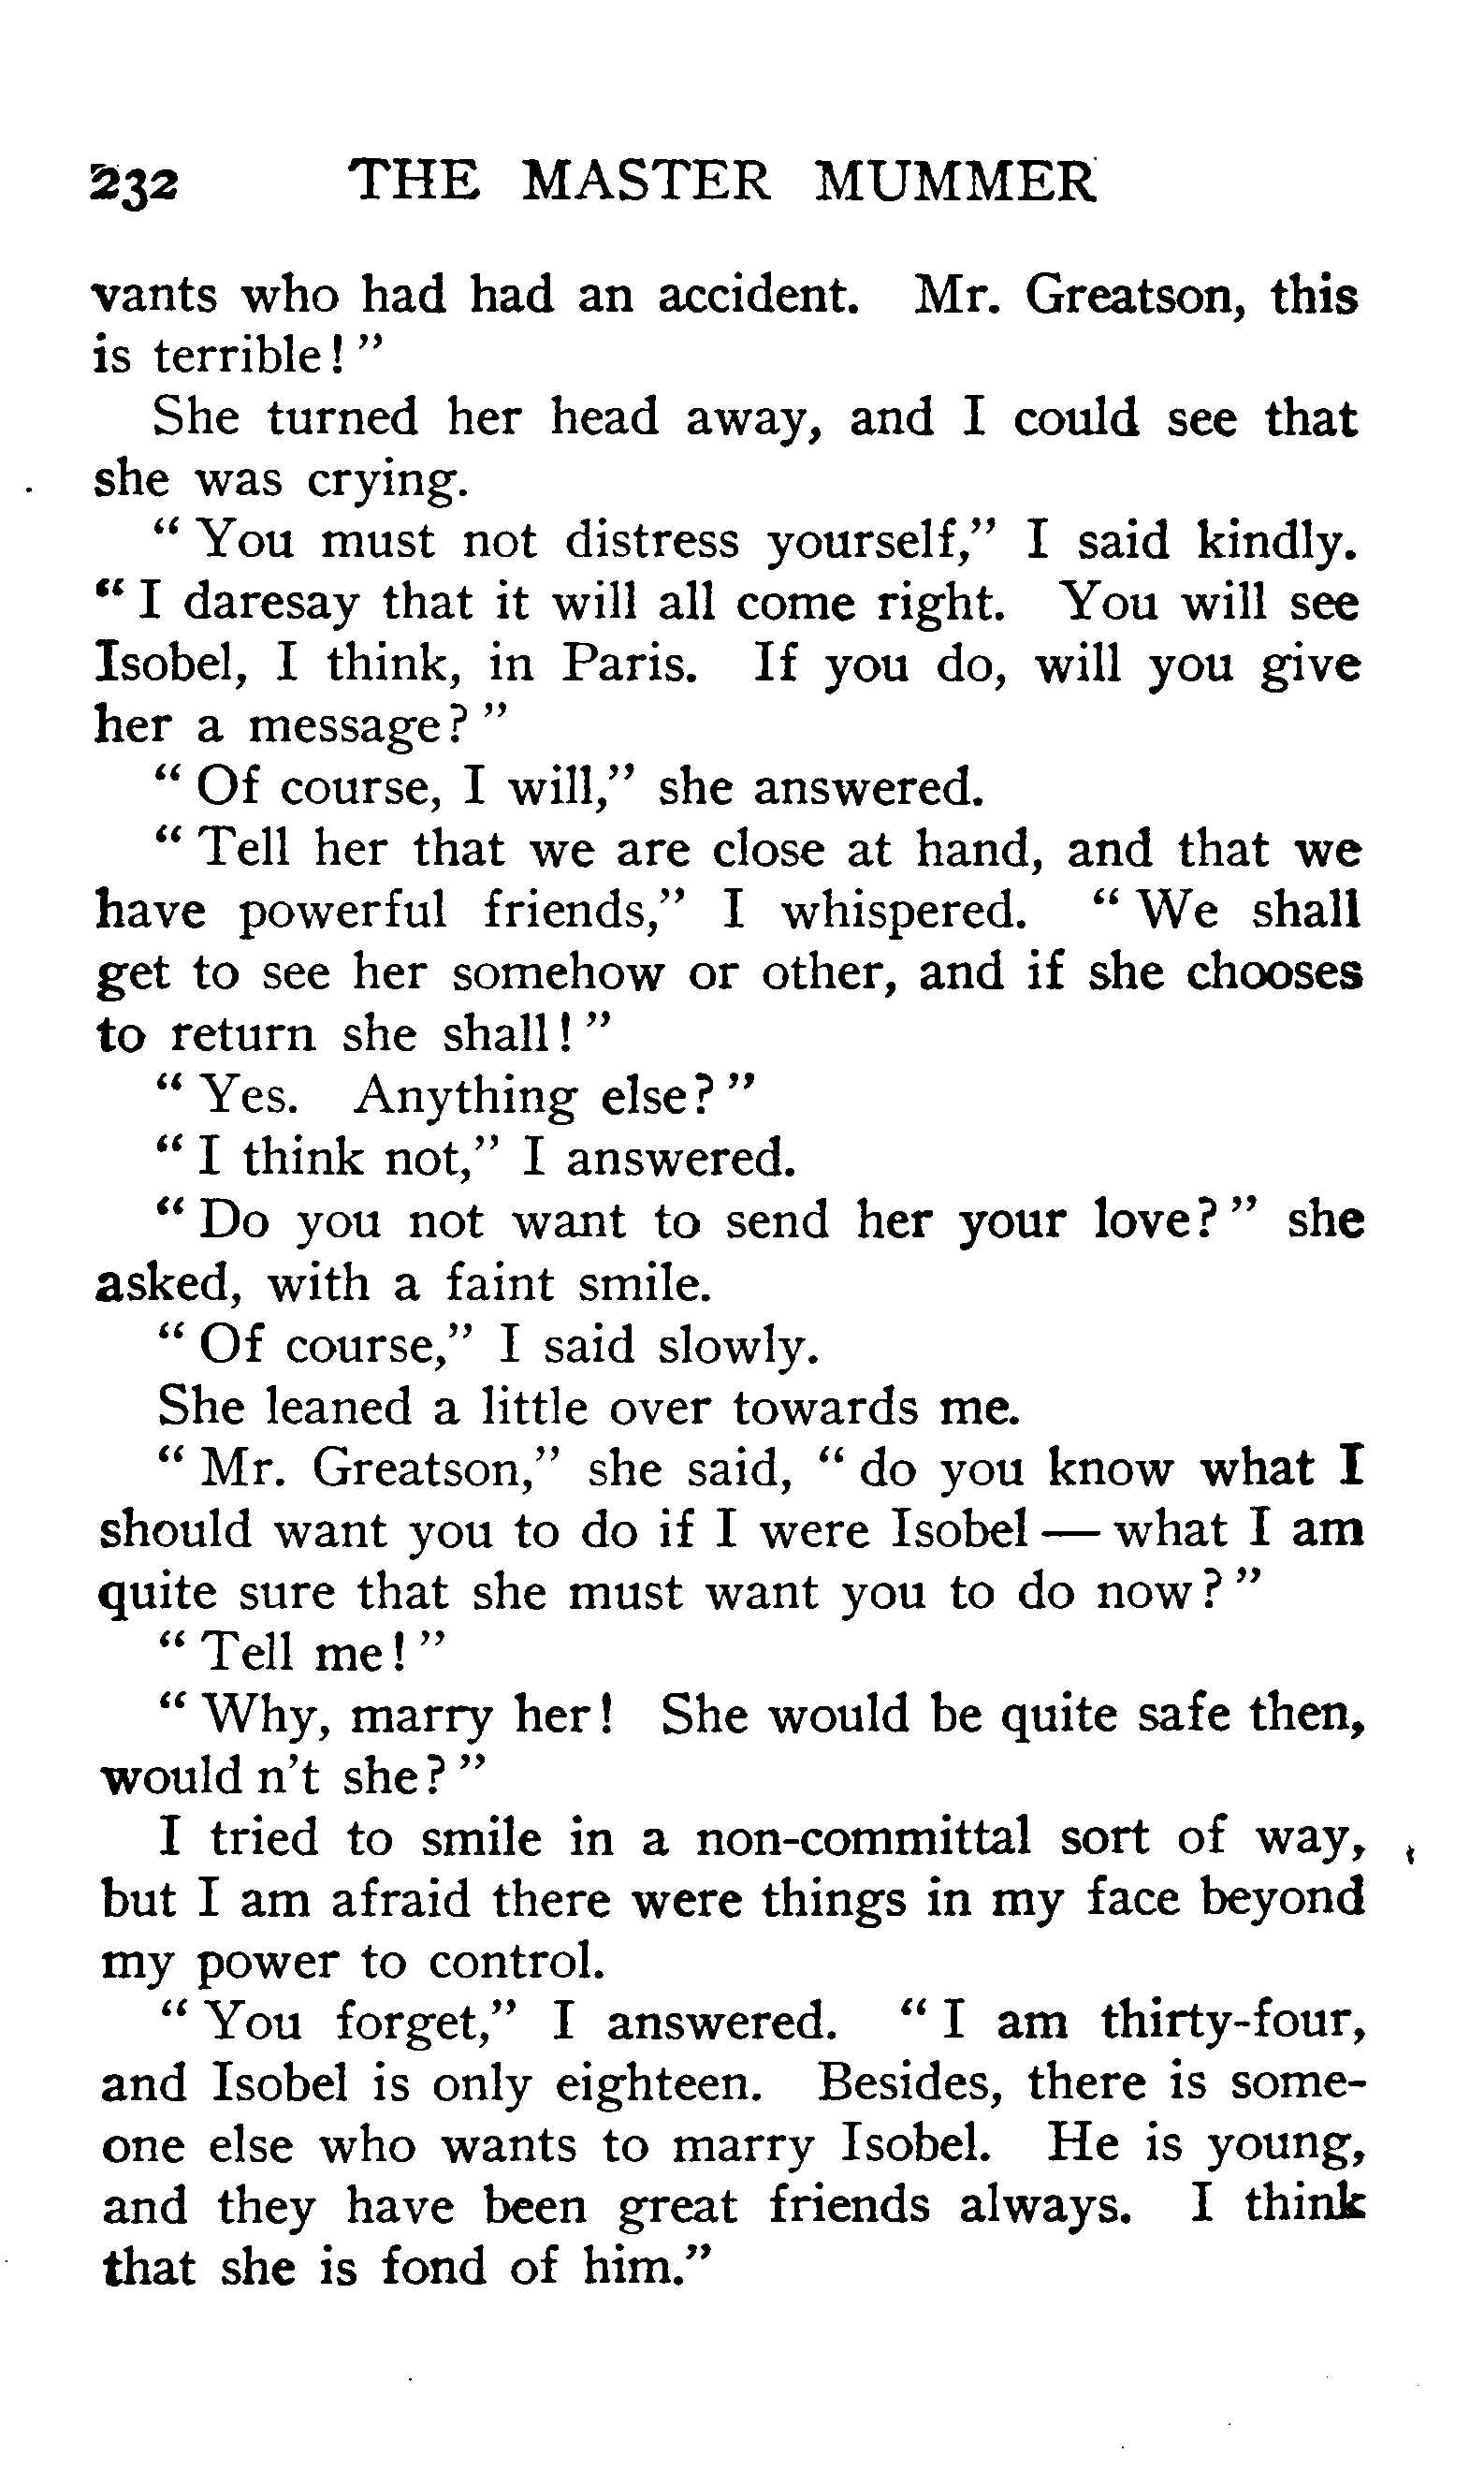 232 THE MASTER MUMMER
vants who had had an accident. Mr. Greatson, this
is terrible! "
She turned her head away, and I could see that
she was crying.
" You must not distress yourself," I said kindly.
" I daresay that it will all come right. You will see
Isobel, I think, in Paris. If you do, will you give
her a message? "
" Of course, I will," she answered.
" Tell her that we are close at hand, and that we
have powerful friends," I whispered. " We shall
get to see her somehow or other, and if she chooses
to return she shall! "
" Yes. Anything else? "
" I think not," I answered.
" Do you not want to send her your love? " she
asked, with a faint smile.
" Of course," I said slowly.
She leaned a little over towards me.
" Mr. Greatson," she said, " do you know what I
should want you to do if I were Isobel — what I am
quite sure that she must want you to do now? "
" Tell me! "
" Why, marry her! She would be quite safe then,
would n't she? "
I tried to smile in a non-committal sort of way,
but I am afraid there were things in my face beyond
my power to control.
" You forget," I answered. " I am thirty-four,
and Isobel is only eighteen. Besides, there is some-
one else who wants to marry Isobel. He is young,
and they have been great friends always. I think
that she is fond of him."